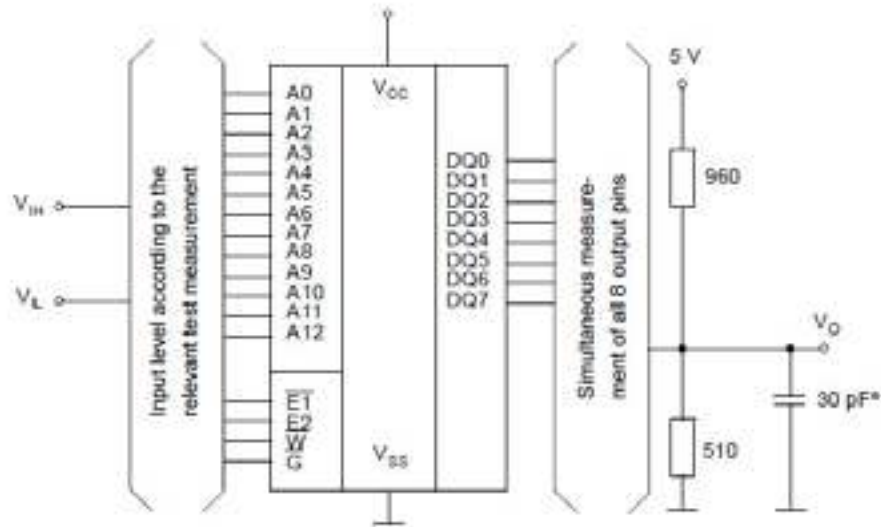 5 V
V_CC
A0
A1
A2
A3
A4
A5
A6
A7
A8
A9
A10
A11
A12
E1
E2
W
G
V_SS
DQ0
DQ1
DQ2
DQ3
DQ4
DQ5
DQ6
DQ7
V_IH
V_IL
Input level according to the
relevant test measurement
Simultaneous measure-
ment of all 8 output pins
960
V_O
30 pF*
510